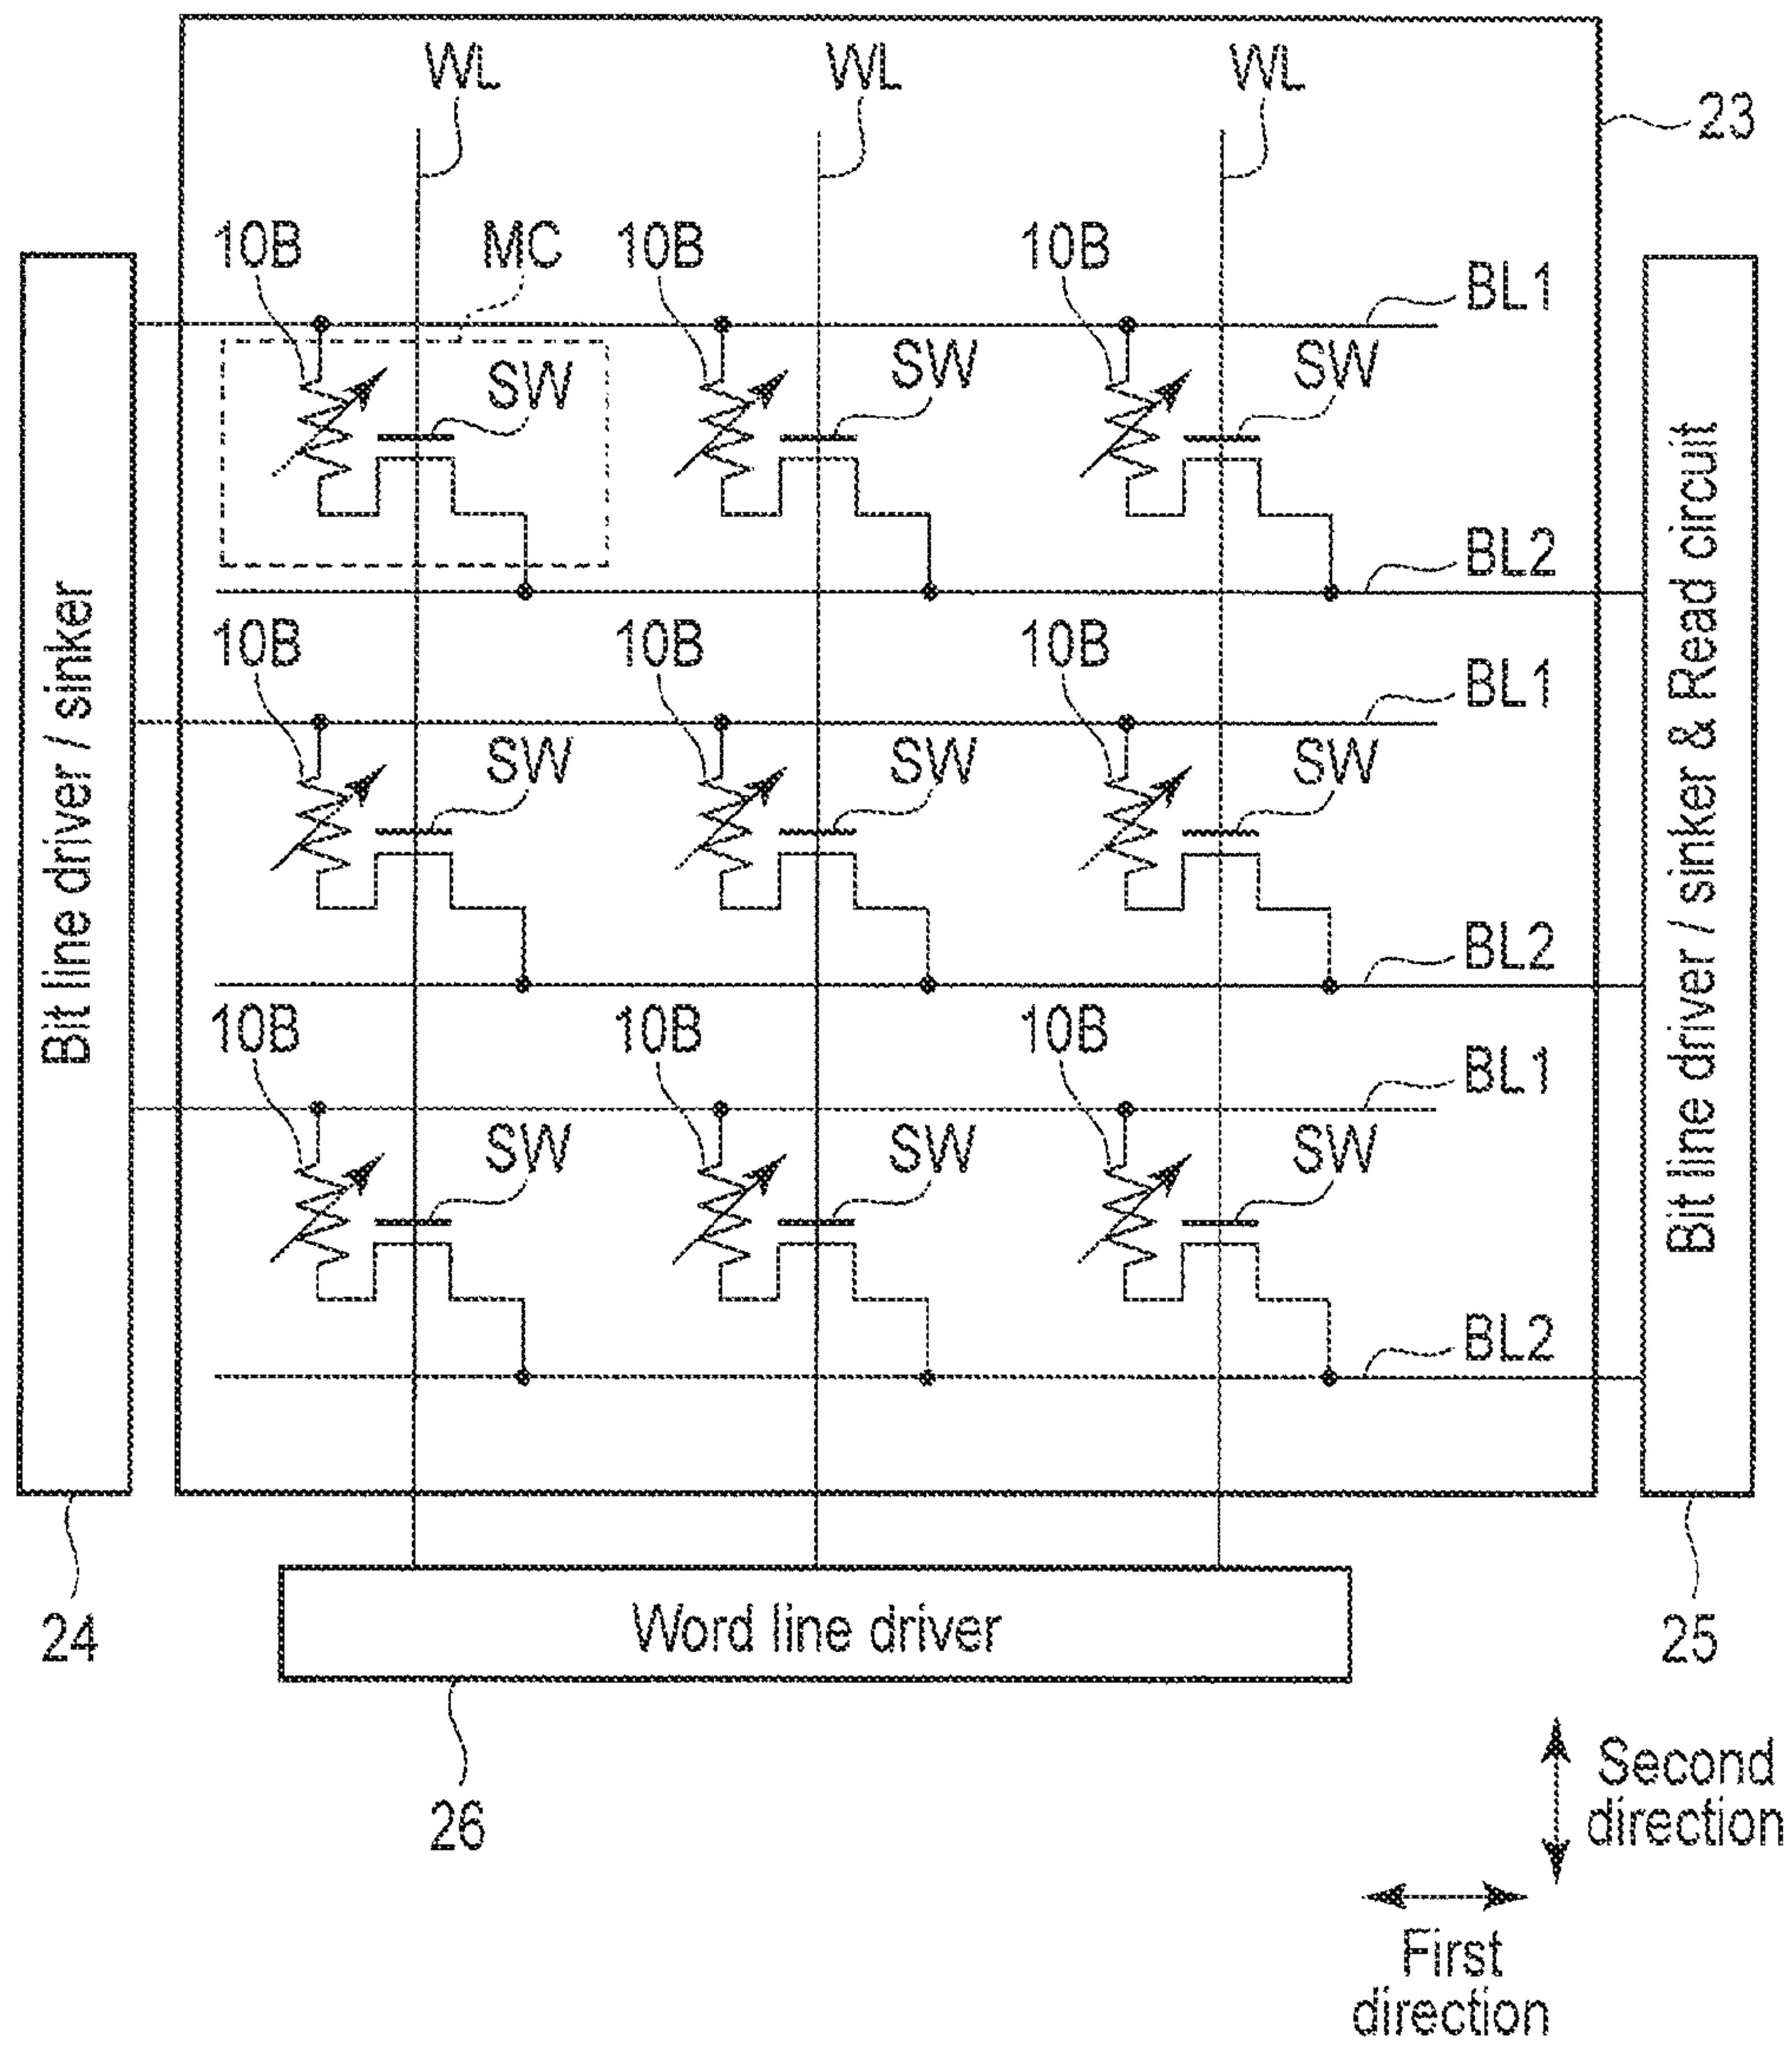 WL WL WL
23
10B MC 10B 10B
BL1
SW SW SW
BL2
10B 10B 10B
BL1
SW SW SW
BL2
10B 10B 10B
BL1
SW SW SW
BL2
Bit line driver / sinker
Bit line driver / sinker & Read circuit
24
25
Word line driver
26
Second
direction
First
direction